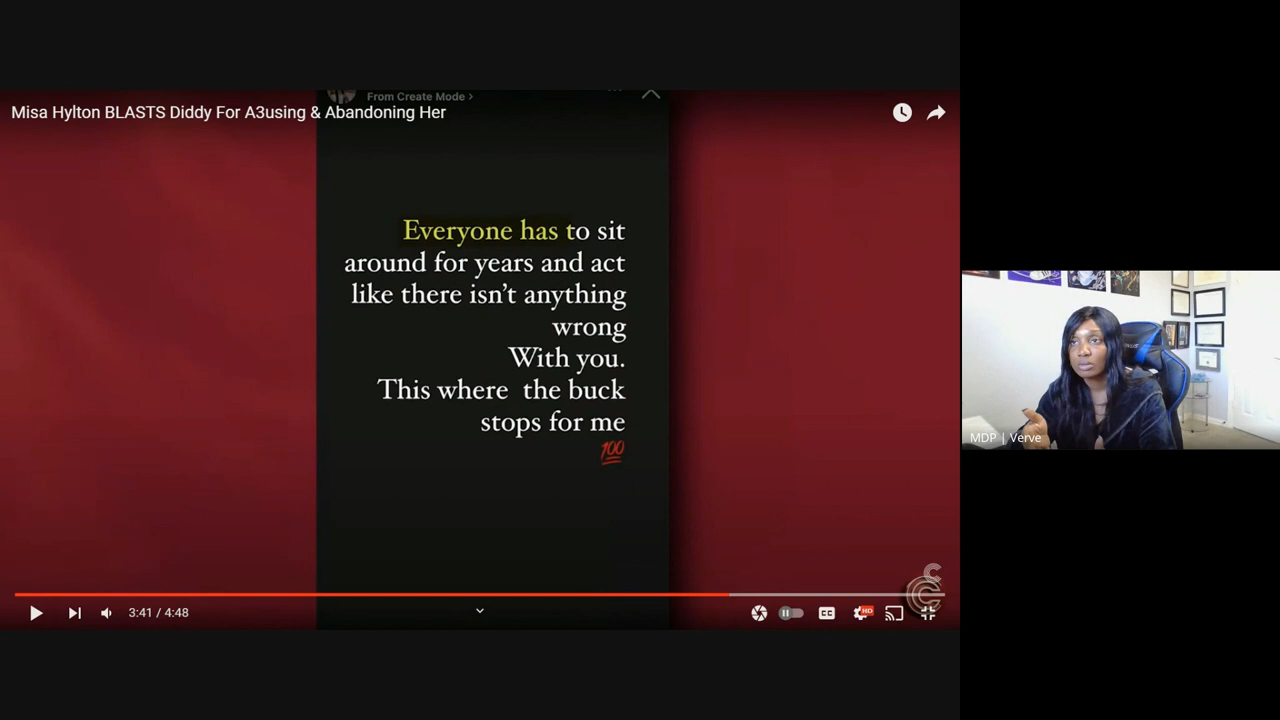 From Create Mode >
Misa Hylton BLASTS Diddy For A3using & Abandoning Her
Everyone has to sit
around for years and act
like there isn't anything
wrong
With you.
This where  the buck
stops for me
💯
MDP | Verve
3:41 / 4:48
CC
HD